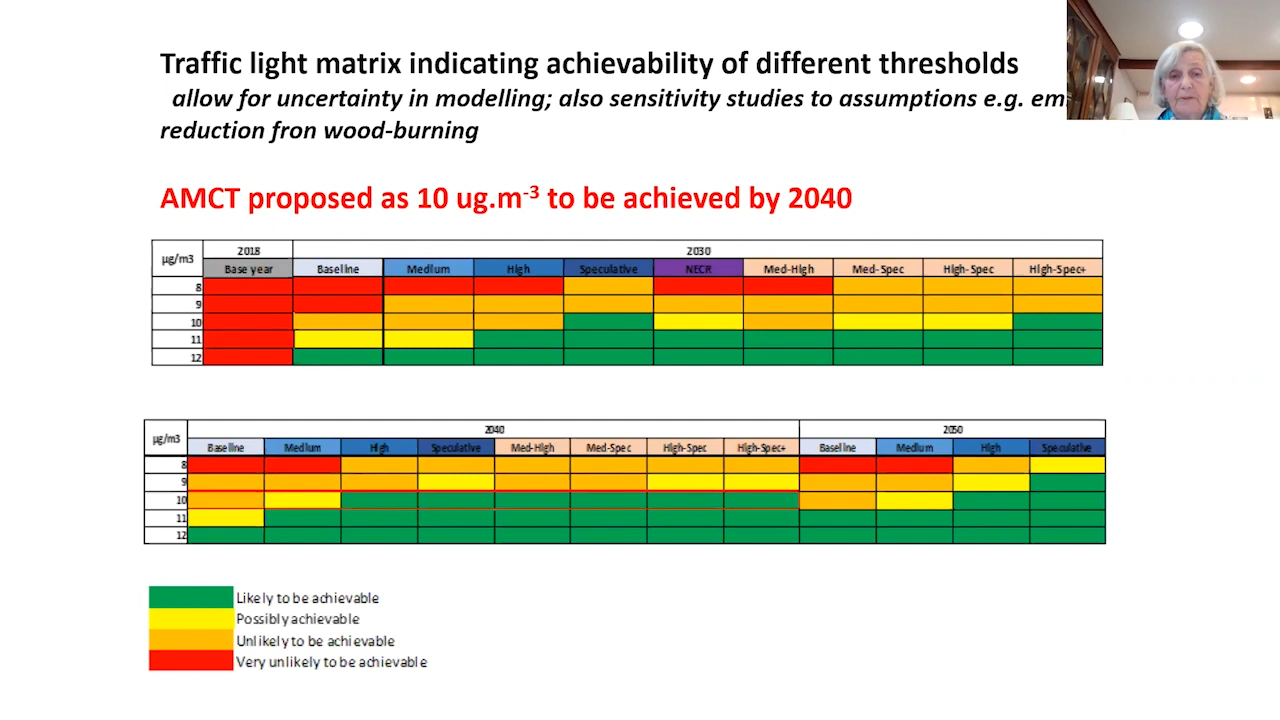 Traffic light matrix indicating achievability of different thresholds
allow for uncertainty in modelling; also sensitivity studies to assumptions e.g.
reduction fron wood-burning
AMCT proposed as 10 ug.m-3 to be achieved by 2040
µg/m3 2018 2030
Base year Baseline Medium High Speculative NECR Med-High Med-Spec High-Spec High-Spec+
8
9
10
11
12
µg/m3 2040 2050
Baseline Medium High Speculative Med-High Med-Spec High-Spec High-Spec+ Baseline Medium High Speculative
8
9
10
11
12
Likely to be achievable
Possibly achievable
Unlikely to be achievable
Very unlikely to be achievable